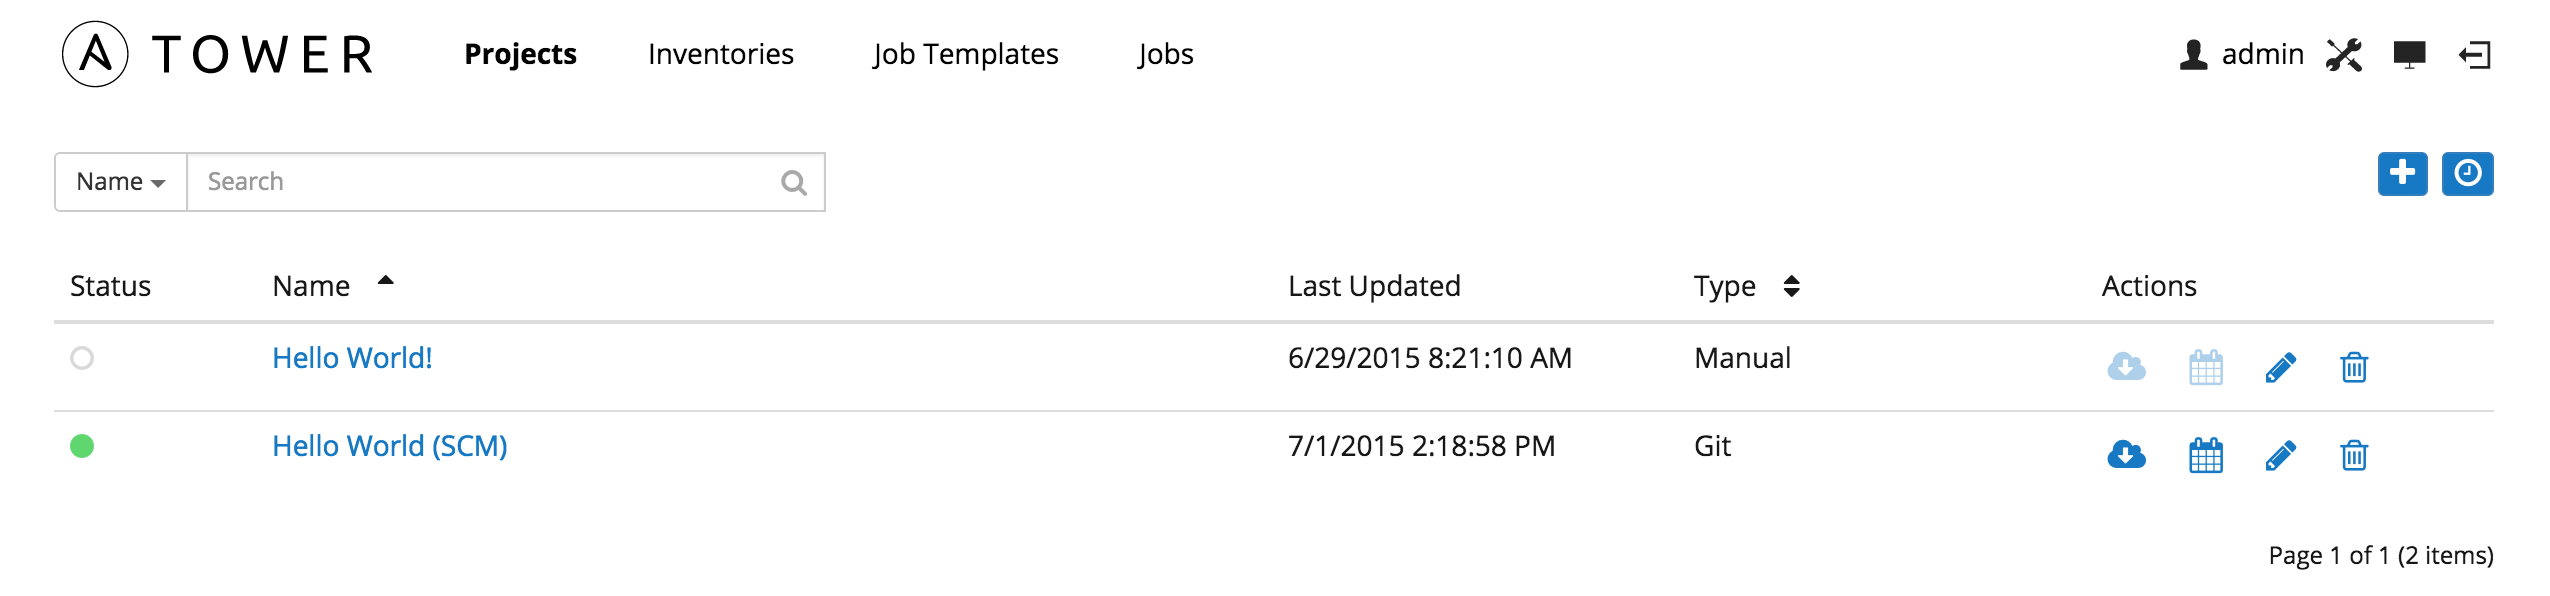 TOWER Projects Inventories Job Templates Jobs admin
Name Search
Status Name Last Updated Type Actions
Hello World! 6/29/2015 8:21:10 AM Manual
Hello World (SCM) 7/1/2015 2:18:58 PM Git
Page 1 of 1 (2 items)